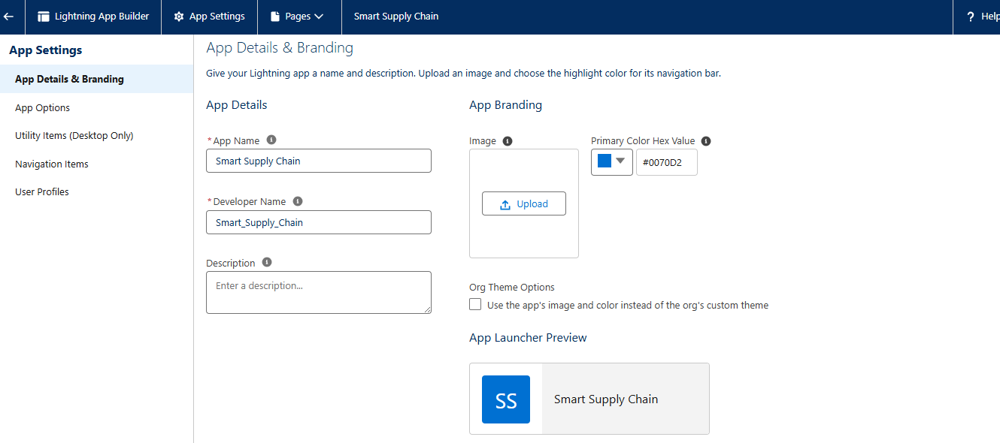 Lightning App Builder
App Settings
Pages
Smart Supply Chain
? Help
App Settings
App Details & Branding
App Options
Utility Items (Desktop Only)
Navigation Items
User Profiles
App Details & Branding
Give your Lightning app a name and description. Upload an image and choose the highlight color for its navigation bar.
App Details
* App Name
Smart Supply Chain
* Developer Name
Smart_Supply_Chain
Description
Enter a description...
App Branding
Image
Upload
Primary Color Hex Value
#0070D2
Org Theme Options
Use the app's image and color instead of the org's custom theme
App Launcher Preview
SS
Smart Supply Chain